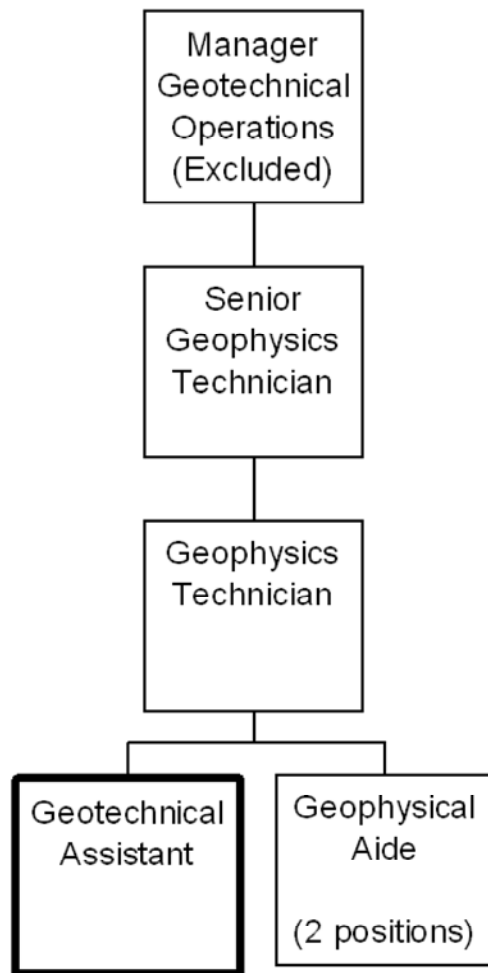 Manager
Geotechnical
Operations
(Excluded)
Senior
Geophysics
Technician
Geophysics
Technician
Geotechnical
Assistant
Geophysical
Aide
(2 positions)